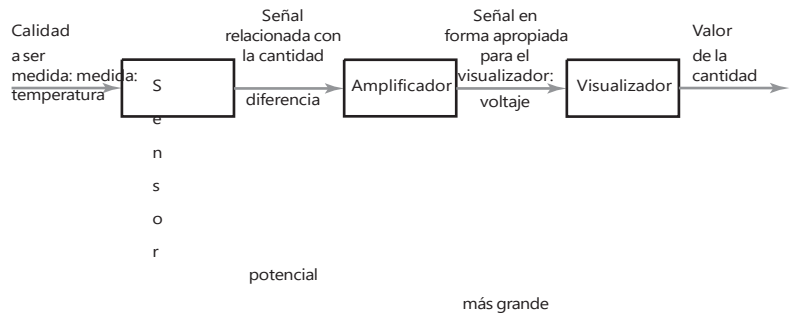 Calidad
a ser
medida: medida:
temperatura
S
e
n
s
o
r
Señal
relacionada con
la cantidad
diferencia
potencial
Amplificador
Señal en
forma apropiada
para el
visualizador:
voltaje
más grande
Visualizador
Valor
de la
cantidad